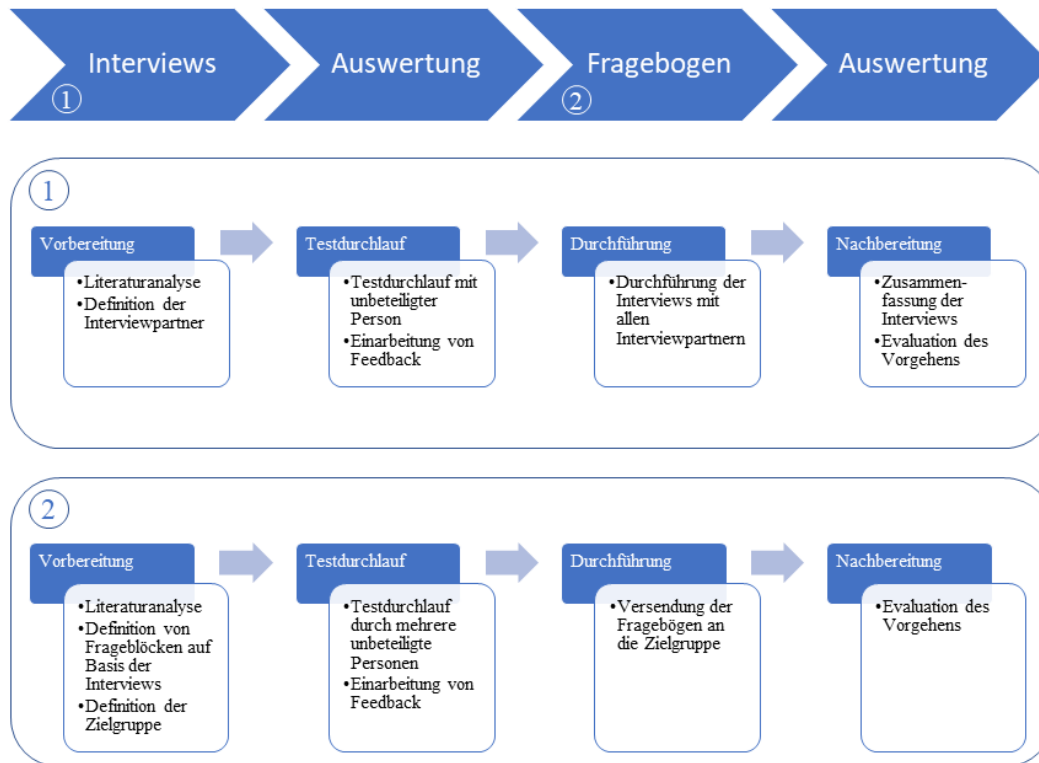 Interviews
①
Auswertung
Fragebogen
②
Auswertung
①
Vorbereitung
•Literaturanalyse
•Definition der
Interviewpartner
Testdurchlauf
•Testdurchlauf mit
unbeteiligter
Person
•Einarbeitung von
Feedback
Durchführung
•Durchführung der
Interviews mit
allen
Interviewpartnern
Nachbereitung
•Zusammen-
fassung der
Interviews
•Evaluation des
Vorgehens
②
Vorbereitung
•Literaturanalyse
•Definition von
Frageblöcken auf
Basis der
Interviews
•Definition der
Zielgruppe
Testdurchlauf
•Testdurchlauf
durch mehrere
unbeteiligte
Personen
•Einarbeitung von
Feedback
Durchführung
•Versendung der
Fragebögen an
die Zielgruppe
Nachbereitung
•Evaluation des
Vorgehens